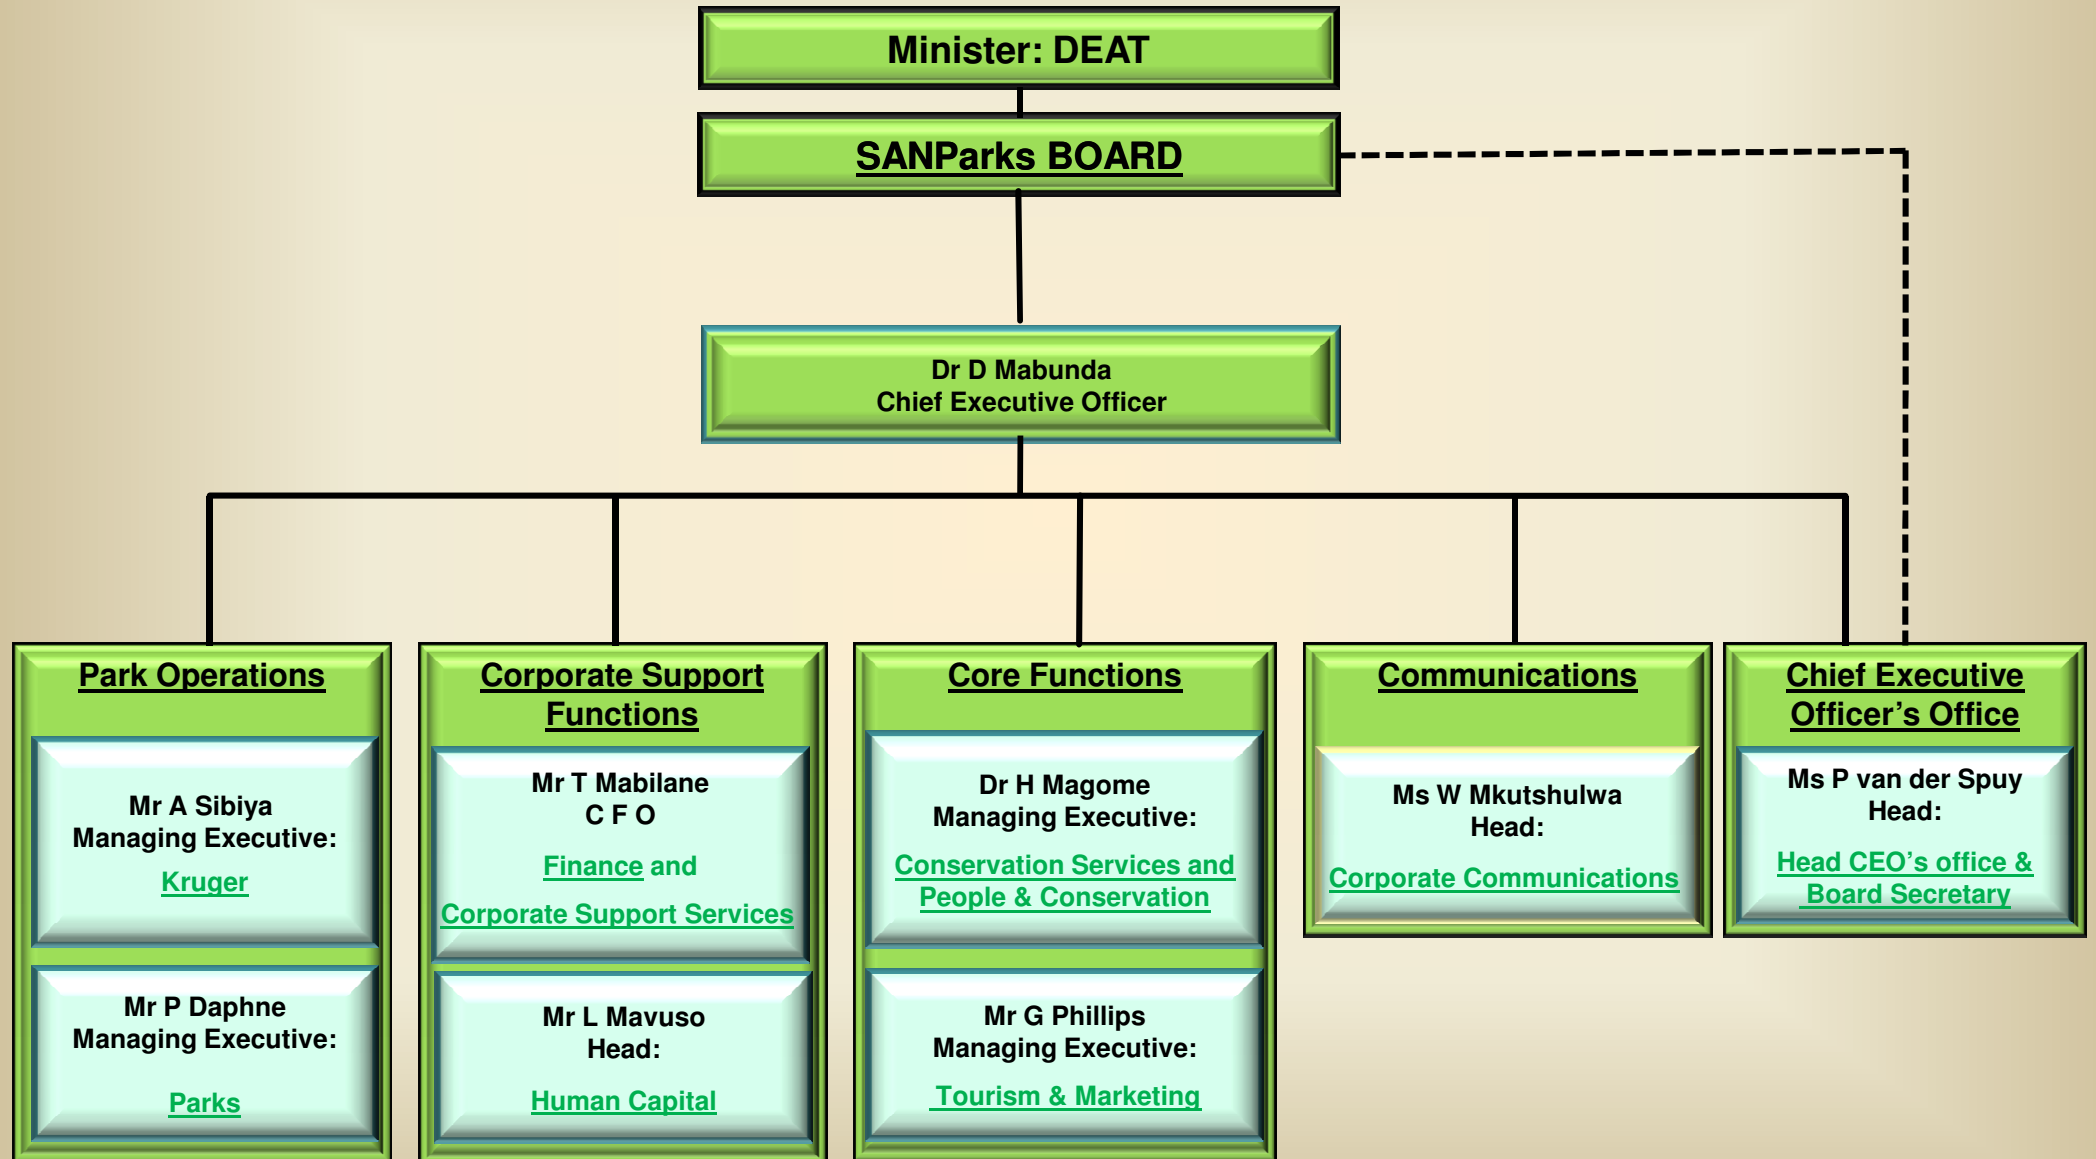 Minister: DEAT
SANParks BOARD
Dr D Mabunda
Chief Executive Officer
Park Operations
Mr A Sibiya
Managing Executive:
Kruger
Mr P Daphne
Managing Executive:
Parks
Corporate Support
Functions
Mr T Mabilane
C F O
Finance and
Corporate Support Services
Mr L Mavuso
Head:
Human Capital
Core Functions
Dr H Magome
Managing Executive:
Conservation Services and
People & Conservation
Mr G Phillips
Managing Executive:
Tourism & Marketing
Communications
Ms W Mkutshulwa
Head:
Corporate Communications
Chief Executive
Officer’s Office
Ms P van der Spuy
Head:
Head CEO’s office &
Board Secretary